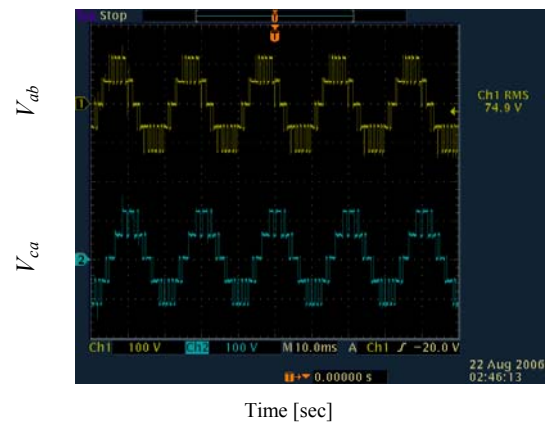 Stop
T
T
V_ab
1
Ch1 RMS
74.9 V
V_ca
2
Ch1 100 V Ch2 100 V M 10.0ms A Ch1 ∫ −20.0 V
T→▼ 0.00000 s
22 Aug 2006
02:46:13
Time [sec]